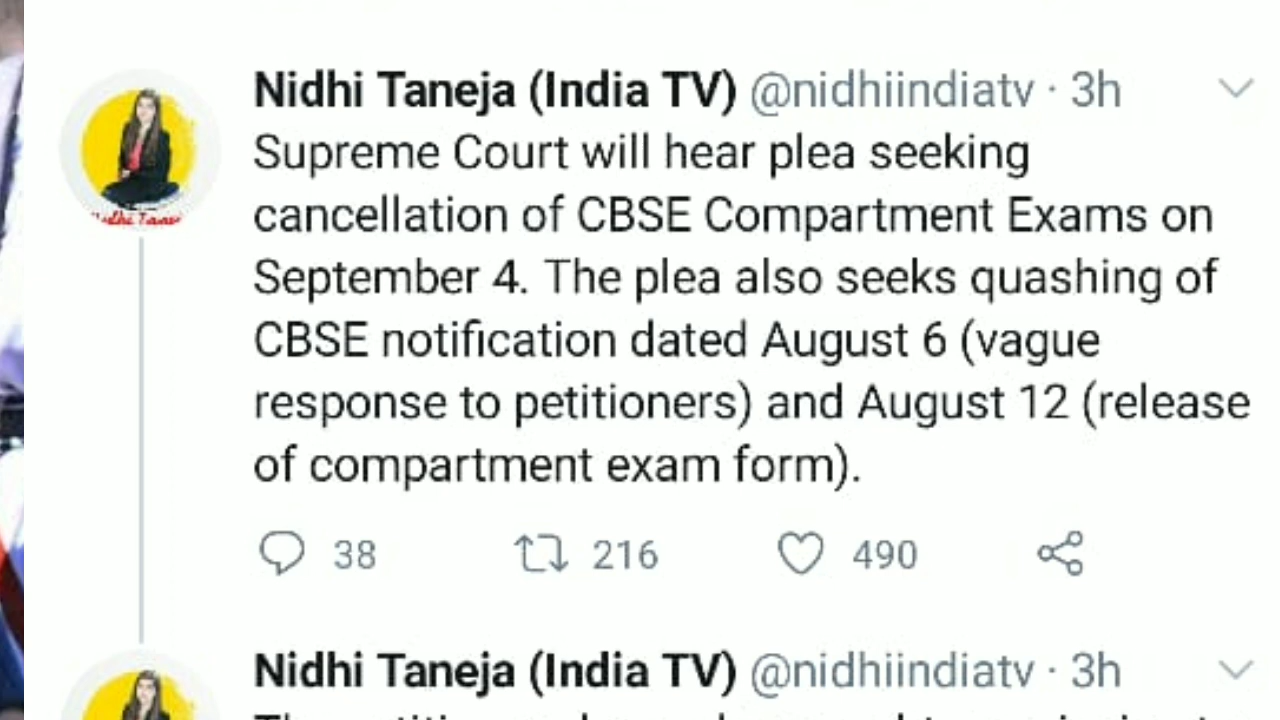 Nidhi Taneja (India TV) @nidhiindiatv · 3h
Supreme Court will hear plea seeking
cancellation of CBSE Compartment Exams on
September 4. The plea also seeks quashing of
CBSE notification dated August 6 (vague
response to petitioners) and August 12 (release
of compartment exam form).
38 216 490
Nidhi Taneja (India TV) @nidhiindiatv · 3h